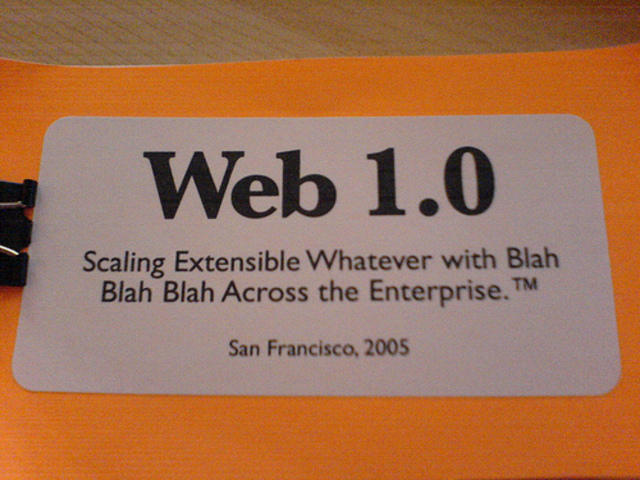 Web 1.0
Scaling Extensible Whatever with Blah
Blah Blah Across the Enterprise.™
San Francisco, 2005